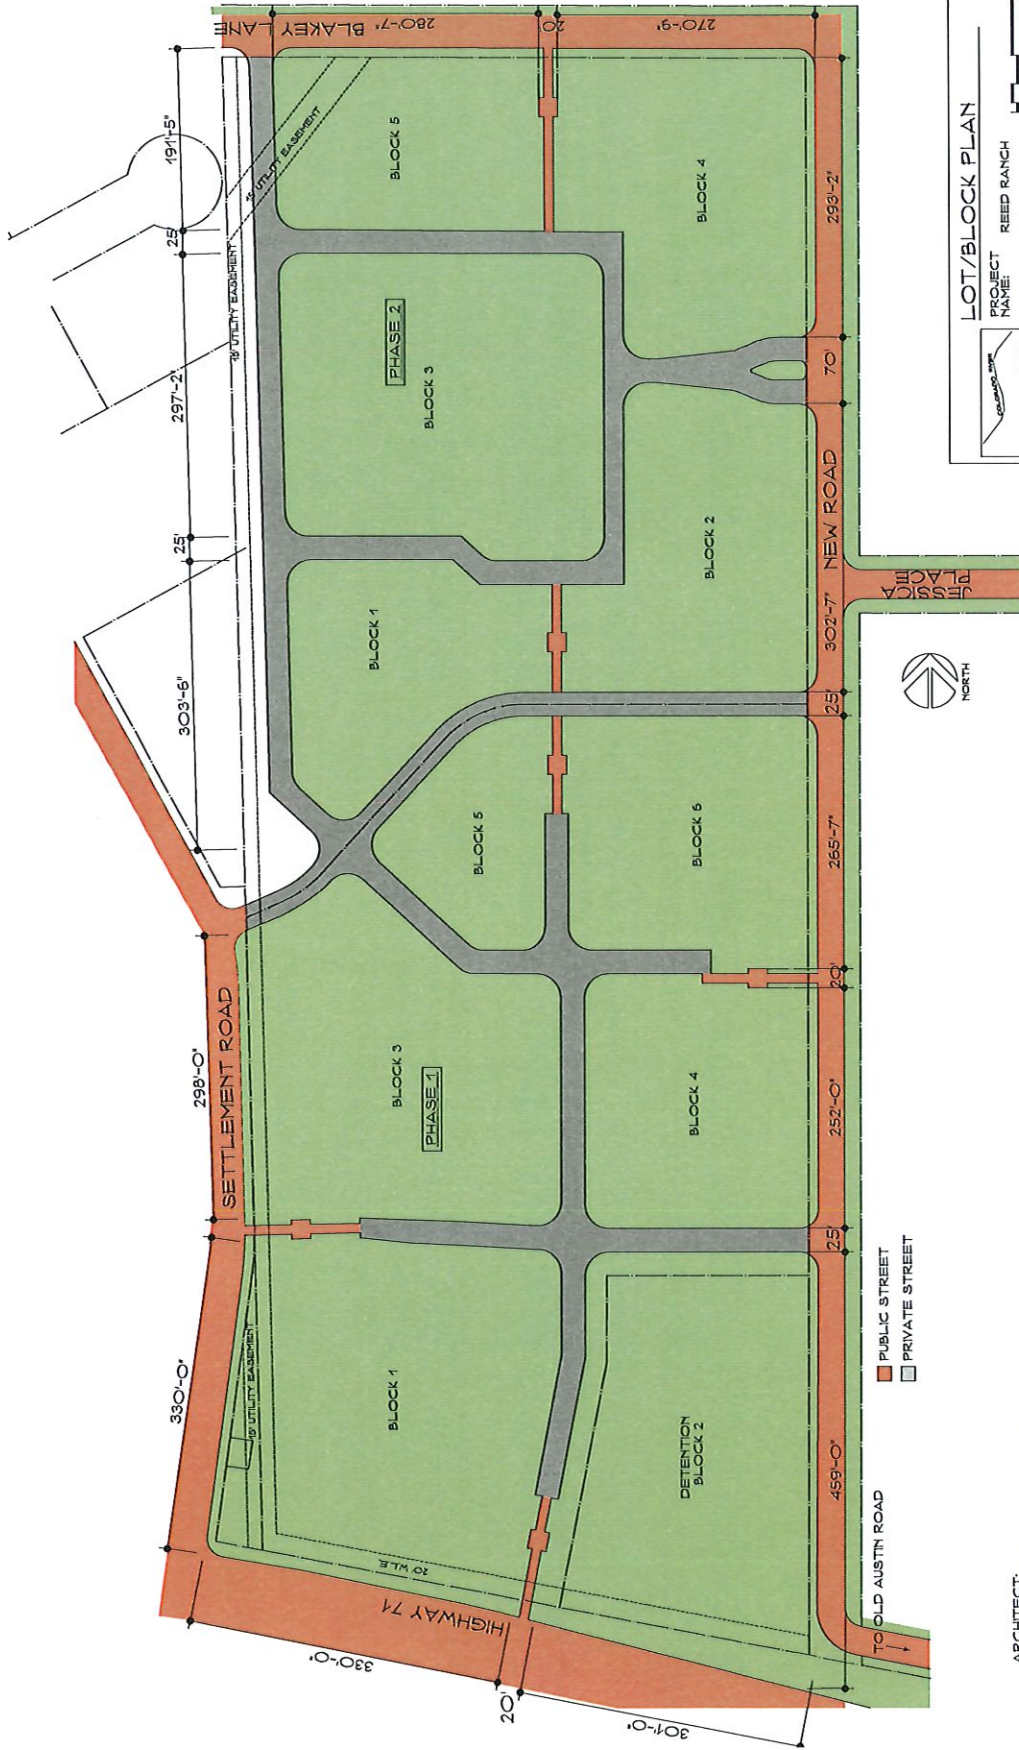 BLAKEY LANE
280'-7"
20'
270'-9"
191'-5"
25'
297'-2"
25'
303'-6"
15' UTILITY EASEMENT
15' UTILITY EASEMENT
BLOCK 5
BLOCK 4
PHASE 2
BLOCK 3
BLOCK 1
BLOCK 2
293'-2"
70'
NEW ROAD
302'-7"
25'
265'-7"
20'
252'-0"
25'
459'-0"
JESSICA
PLACE
NORTH
SETTLEMENT ROAD
298'-0"
330'-0"
BLOCK 5
BLOCK 6
BLOCK 3
PHASE 1
BLOCK 4
15' UTILITY EASEMENT
BLOCK 1
DETENTION
BLOCK 2
20' W.L.E.
HIGHWAY 71
330'-0"
20'
301'-0"
TO OLD AUSTIN ROAD
PUBLIC STREET
PRIVATE STREET
LOT/BLOCK PLAN
PROJECT
NAME:
REED RANCH
COLORADO RIVER
ARCHITECT: